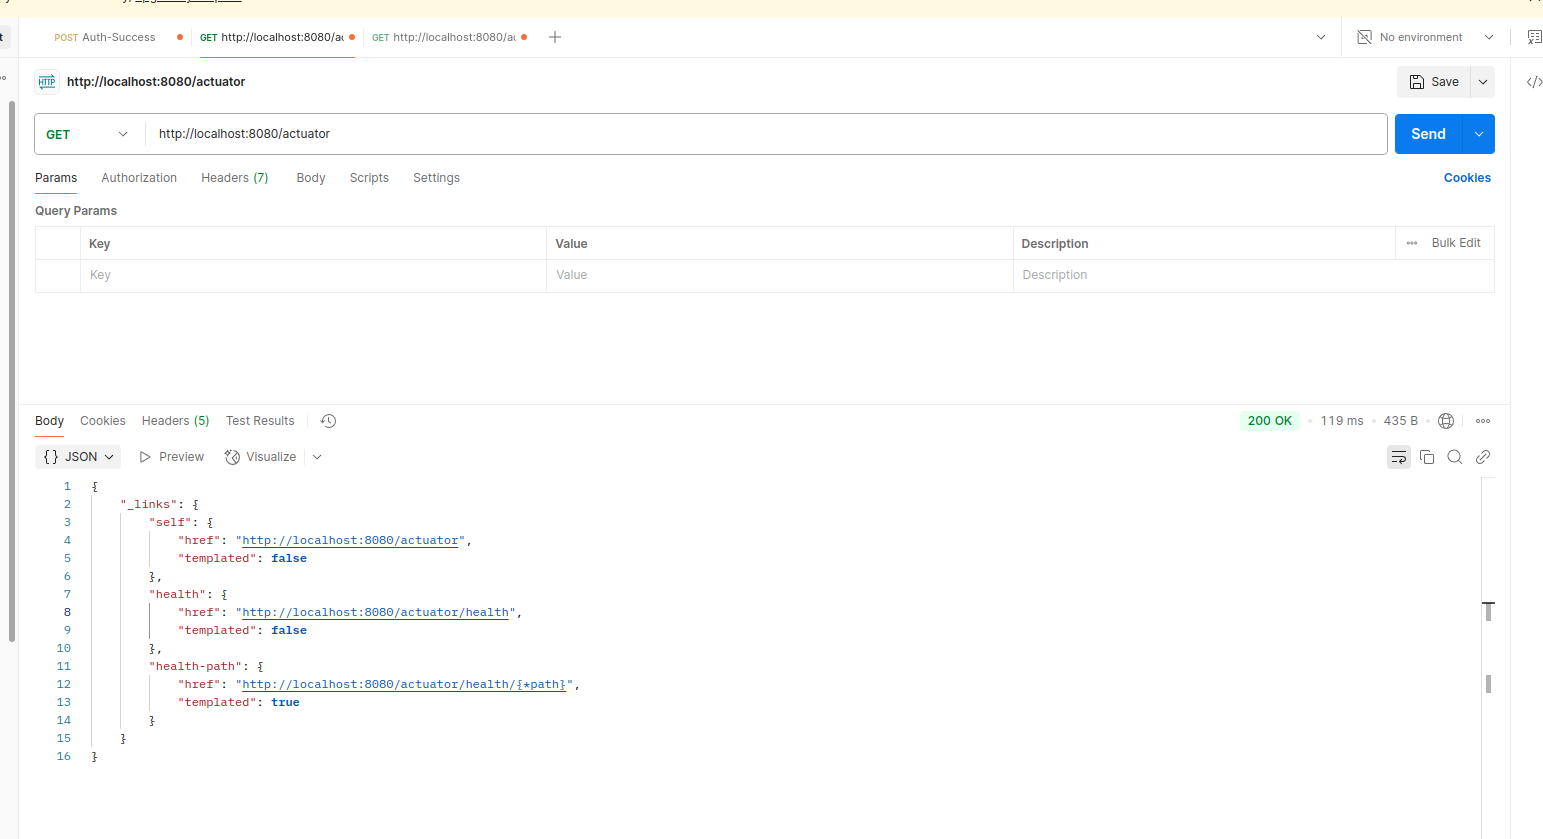 POST Auth-Success GET http://localhost:8080/ac GET http://localhost:8080/ac No environment
HTTP http://localhost:8080/actuator Save
GET http://localhost:8080/actuator Send
Params Authorization Headers (7) Body Scripts Settings Cookies
Query Params
Key Value Description Bulk Edit
Key Value Description
Body Cookies Headers (5) Test Results 200 OK 119 ms 435 B
{} JSON Preview Visualize
1 {
2 "_links": {
3 "self": {
4 "href": "http://localhost:8080/actuator",
5 "templated": false
6 },
7 "health": {
8 "href": "http://localhost:8080/actuator/health",
9 "templated": false
10 },
11 "health-path": {
12 "href": "http://localhost:8080/actuator/health/{*path}",
13 "templated": true
14 }
15 }
16 }